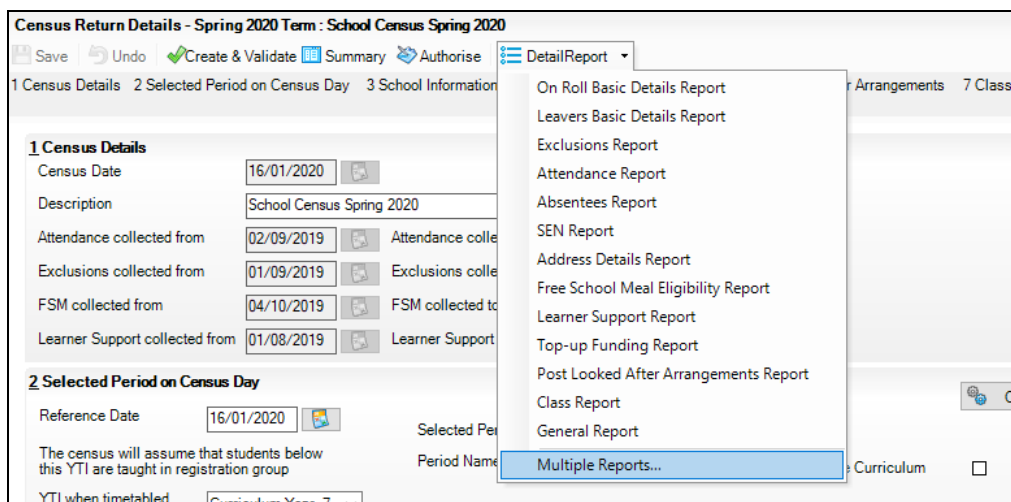 Census Return Details - Spring 2020 Term : School Census Spring 2020
Save Undo Create & Validate Summary Authorise DetailReport
1 Census Details 2 Selected Period on Census Day 3 School Information r Arrangements 7 Class
On Roll Basic Details Report
Leavers Basic Details Report
Exclusions Report
Attendance Report
Absentees Report
SEN Report
Address Details Report
Free School Meal Eligibility Report
Learner Support Report
Top-up Funding Report
Post Looked After Arrangements Report
Class Report
General Report
Multiple Reports...
1 Census Details
Census Date 16/01/2020
Description School Census Spring 2020
Attendance collected from 02/09/2019 Attendance colle
Exclusions collected from 01/09/2019 Exclusions colle
FSM collected from 04/10/2019 FSM collected to
Learner Support collected from 01/08/2019 Learner Support
2 Selected Period on Census Day
Reference Date 16/01/2020
Selected Per
The census will assume that students below
this YTI are taught in registration group
Period Name e Curriculum
YTI when timetabled Curriculum Year 7